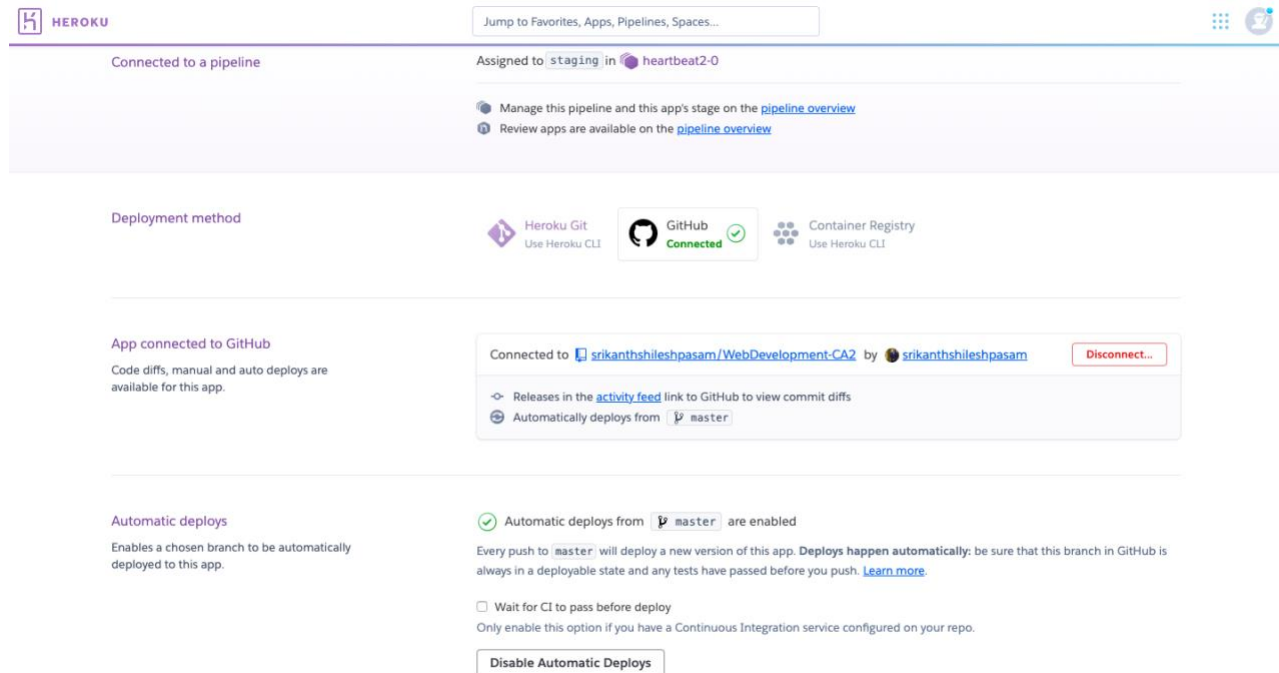 HEROKU
Jump to Favorites, Apps, Pipelines, Spaces...
Connected to a pipeline
Assigned to staging in heartbeat2-0
Manage this pipeline and this app's stage on the pipeline overview
Review apps are available on the pipeline overview
Deployment method
Heroku Git
Use Heroku CLI
GitHub
Connected
Container Registry
Use Heroku CLI
App connected to GitHub
Code diffs, manual and auto deploys are
available for this app.
Connected to srikanthshileshpasam/WebDevelopment-CA2 by srikanthshileshpasam
Disconnect...
Releases in the activity feed link to GitHub to view commit diffs
Automatically deploys from master
Automatic deploys
Enables a chosen branch to be automatically
deployed to this app.
Automatic deploys from master are enabled
Every push to master will deploy a new version of this app. Deploys happen automatically: be sure that this branch in GitHub is
always in a deployable state and any tests have passed before you push. Learn more.
Wait for CI to pass before deploy
Only enable this option if you have a Continuous Integration service configured on your repo.
Disable Automatic Deploys